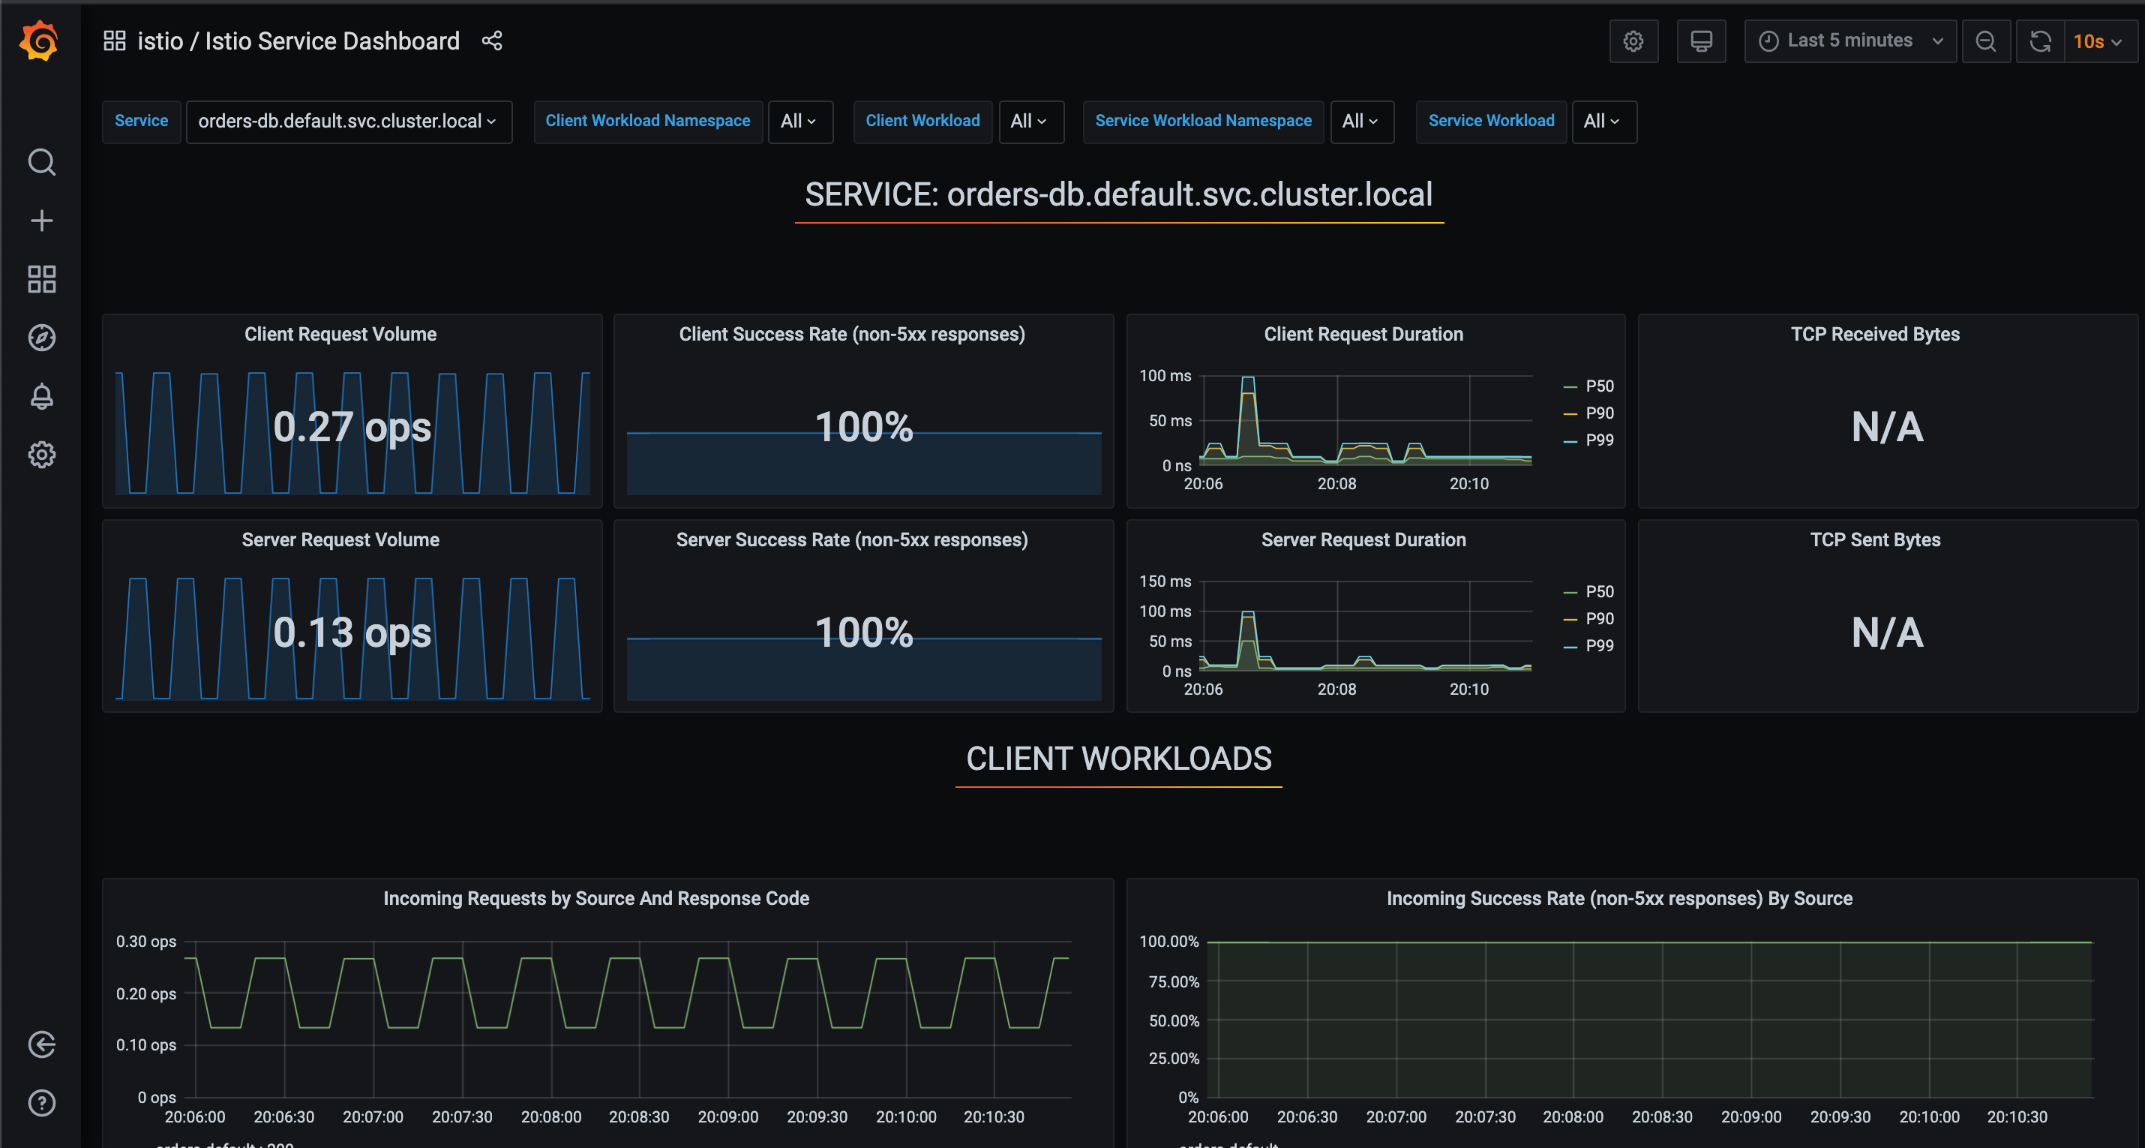 istio / Istio Service Dashboard
Last 5 minutes
10s
Service
orders-db.default.svc.cluster.local
Client Workload Namespace
All
Client Workload
All
Service Workload Namespace
All
Service Workload
All
SERVICE: orders-db.default.svc.cluster.local
Client Request Volume
0.27 ops
Client Success Rate (non-5xx responses)
100%
Client Request Duration
100 ms
50 ms
0 ns
20:06 20:08 20:10
P50
P90
P99
TCP Received Bytes
N/A
Server Request Volume
0.13 ops
Server Success Rate (non-5xx responses)
100%
Server Request Duration
150 ms
100 ms
50 ms
0 ns
20:06 20:08 20:10
P50
P90
P99
TCP Sent Bytes
N/A
CLIENT WORKLOADS
Incoming Requests by Source And Response Code
0.30 ops
0.20 ops
0.10 ops
0 ops
20:06:00 20:06:30 20:07:00 20:07:30 20:08:00 20:08:30 20:09:00 20:09:30 20:10:00 20:10:30
Incoming Success Rate (non-5xx responses) By Source
100.00%
75.00%
50.00%
25.00%
0%
20:06:00 20:06:30 20:07:00 20:07:30 20:08:00 20:08:30 20:09:00 20:09:30 20:10:00 20:10:30